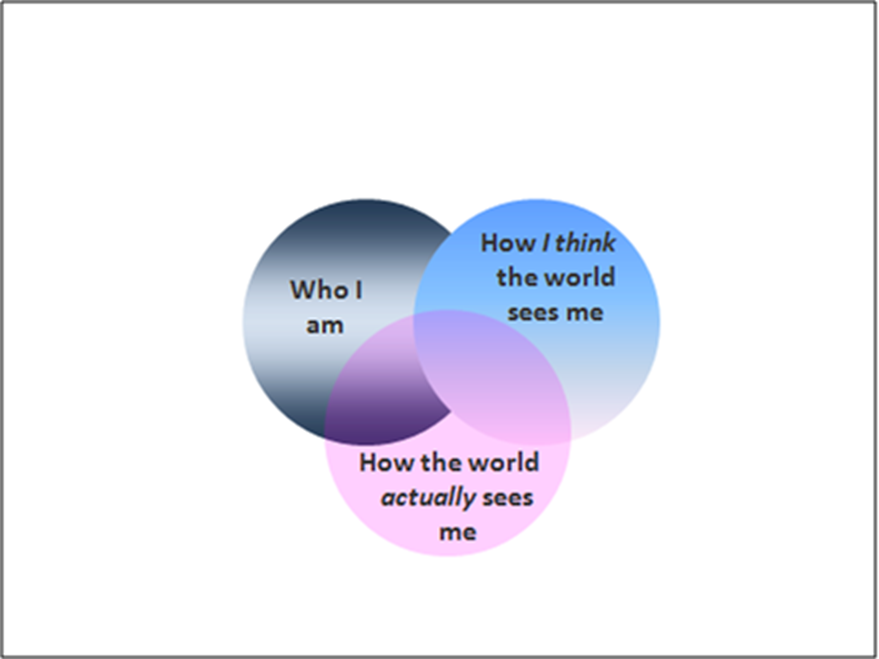 Who I
am
How I think
the world
sees me
How the world
actually sees
me